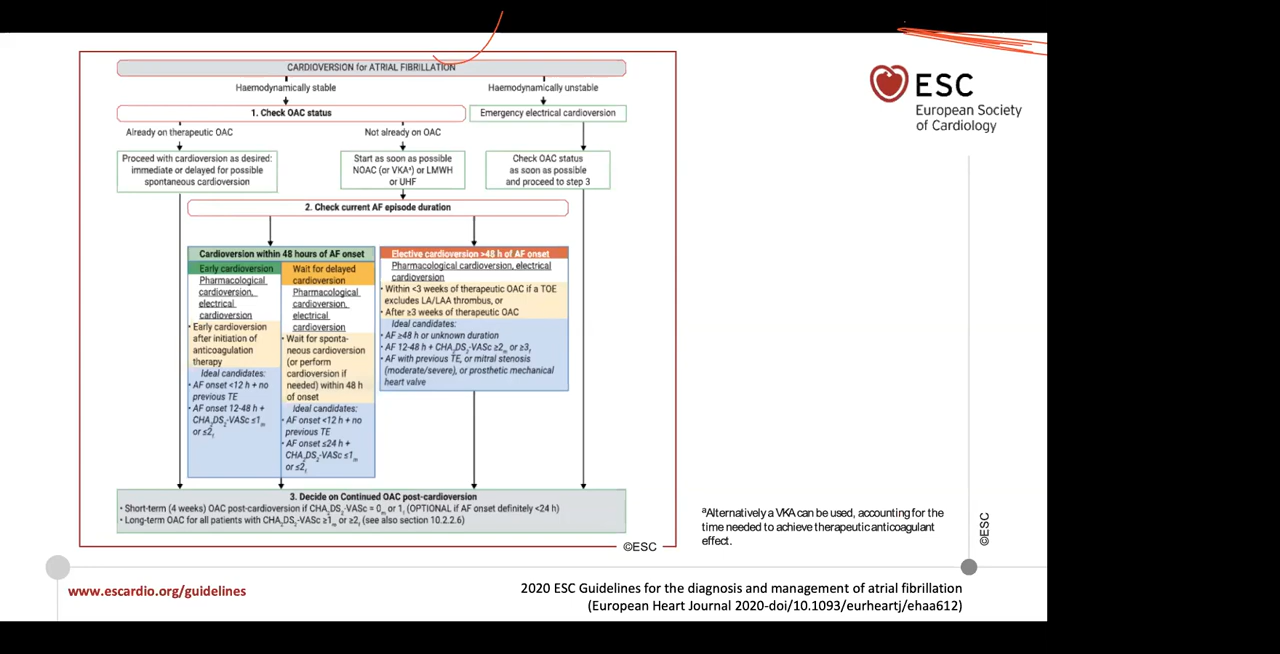 CARDIOVERSION for ATRIAL FIBRILLATION
Haemodynamically stable
Haemodynamically unstable
1. Check OAC status
Emergency electrical cardioversion
Already on therapeutic OAC
Not already on OAC
Proceed with cardioversion as desired:
immediate or delayed for possible
spontaneous cardioversion
Start as soon as possible
NOAC (or VKAᵃ) or LMWH
or UHF
Check OAC status
as soon as possible
and proceed to step 3
2. Check current AF episode duration
Cardioversion within 48 hours of AF onset
Early cardioversion
Pharmacological
cardioversion,
electrical
cardioversion
• Early cardioversion
after initiation of
anticoagulation
therapy
Ideal candidates:
• AF onset <12 h + no
previous TE
• AF onset 12-48 h +
CHA₂DS₂-VASc ≤1ₘ
or ≤2f
Wait for delayed
cardioversion
Pharmacological
cardioversion,
electrical
cardioversion
• Wait for sponta-
neous cardioversion
(or perform
cardioversion if
needed) within 48 h
of onset
Ideal candidates:
• AF onset <12 h + no
previous TE
• AF onset ≤24 h +
CHA₂DS₂-VASc ≤1ₘ
or ≤2f
Elective cardioversion >48 h of AF onset
Pharmacological cardioversion, electrical
cardioversion
• Within <3 weeks of therapeutic OAC if a TOE
excludes LA/LAA thrombus, or
• After ≥3 weeks of therapeutic OAC
Ideal candidates:
• AF ≥48 h or unknown duration
• AF 12-48 h + CHA₂DS₂-VASc ≥2ₘ or ≥3f
• AF with previous TE, or mitral stenosis
(moderate/severe), or prosthetic mechanical
heart valve
3. Decide on Continued OAC post-cardioversion
• Short-term (4 weeks) OAC post-cardioversion if CHA₂DS₂-VASc = 0ₘ or 1f (OPTIONAL if AF onset definitely <24 h)
• Long-term OAC for all patients with CHA₂DS₂-VASc ≥1ₘ or ≥2f (see also section 10.2.2.6)
©ESC
ESC
European Society
of Cardiology
ᵃAlternatively a VKA can be used, accounting for the
time needed to achieve therapeutic anticoagulant
effect.
©ESC
www.escardio.org/guidelines
2020 ESC Guidelines for the diagnosis and management of atrial fibrillation
(European Heart Journal 2020-doi/10.1093/eurheartj/ehaa612)